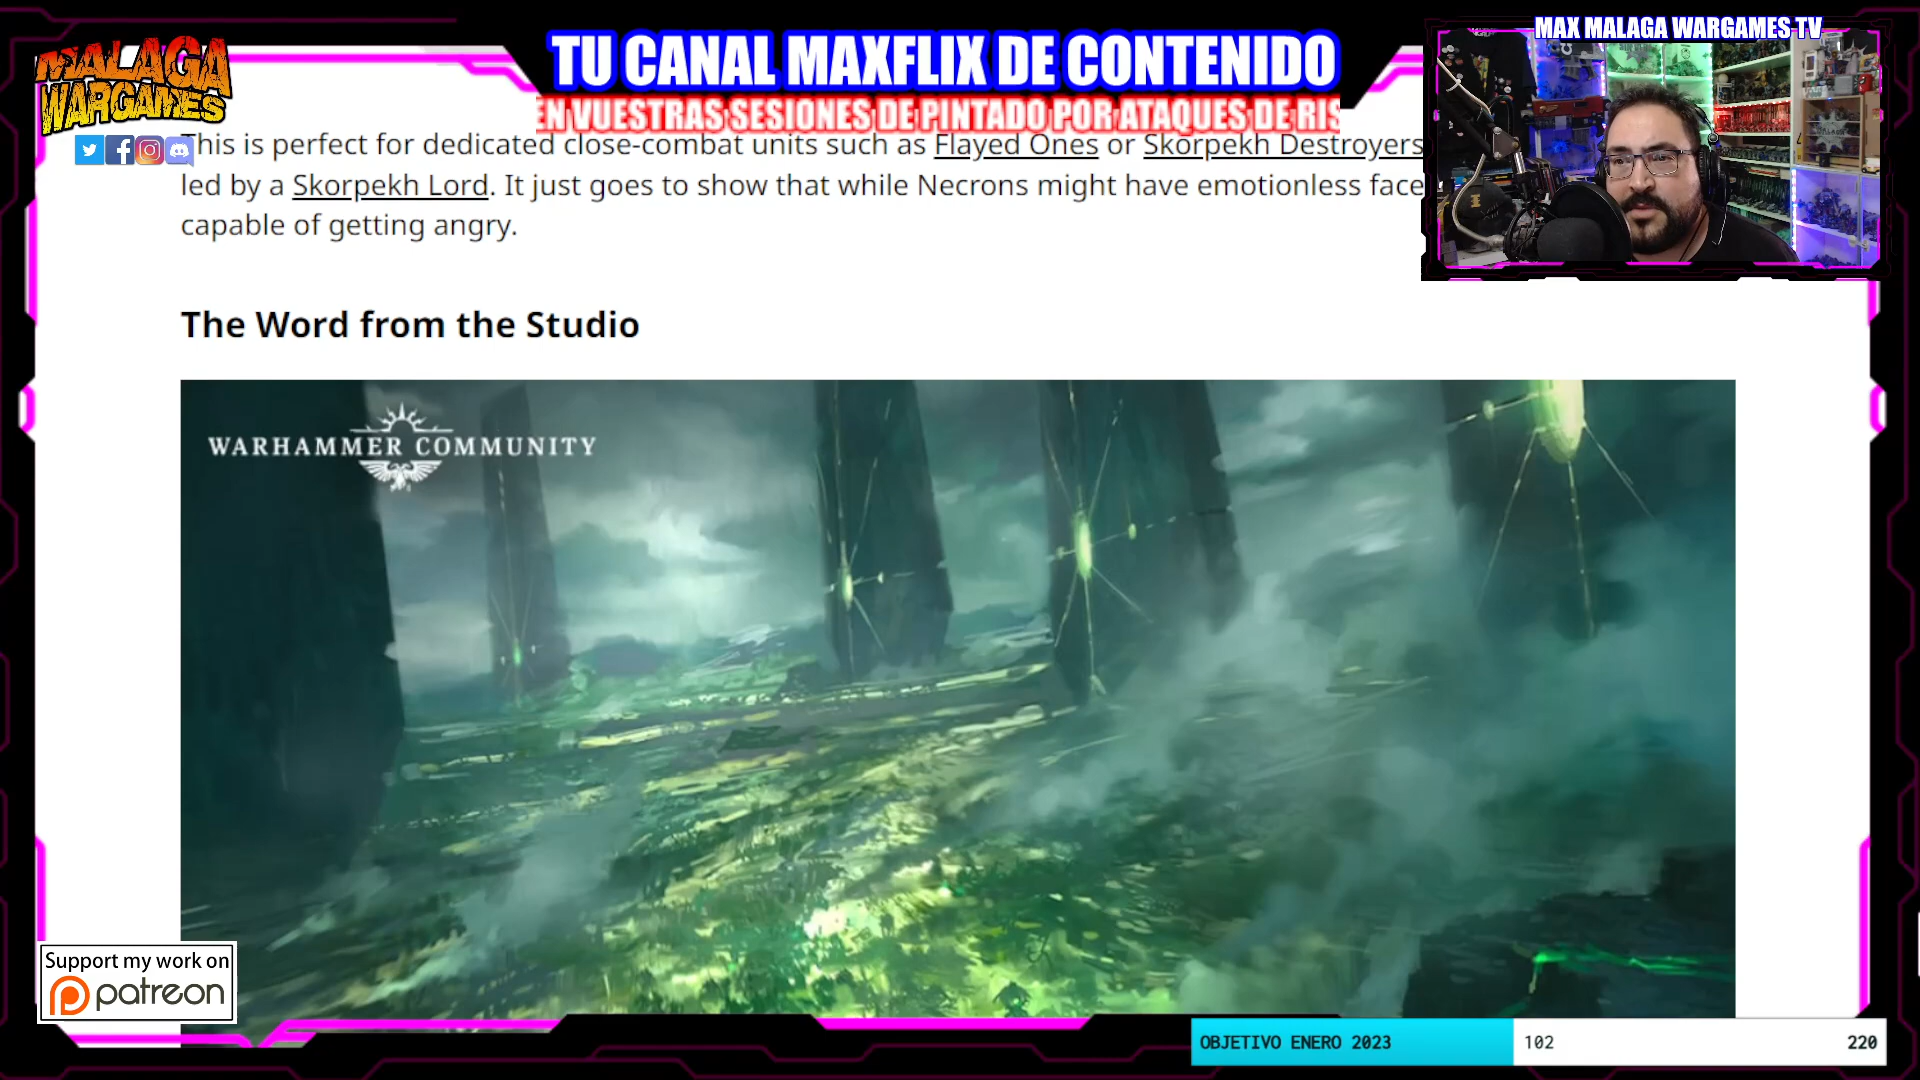 MALAGA
WARGAMES
TU CANAL MAXFLIX DE CONTENIDO
EN VUESTRAS SESIONES DE PINTADO POR ATAQUES DE RIS
MAX MALAGA WARGAMES TV
This is perfect for dedicated close-combat units such as Flayed Ones or Skorpekh Destroyers
led by a Skorpekh Lord. It just goes to show that while Necrons might have emotionless face
capable of getting angry.
The Word from the Studio
WARHAMMER COMMUNITY
Support my work on
patreon
OBJETIVO ENERO 2023
102
220